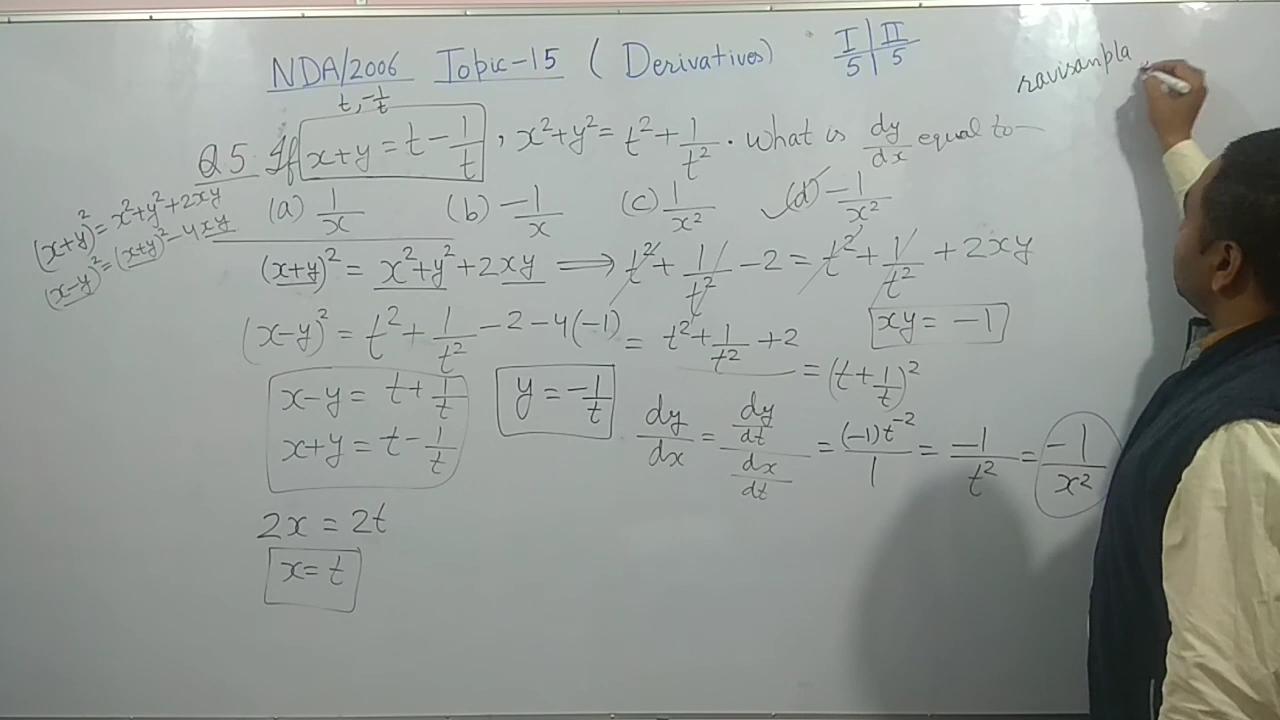 NDA/2006 Topic-15 (Derivatives) I/5 | II/5
ravisanpla
t, -1/t
Q5. If x+y = t - 1/t, x²+y² = t² + 1/t². What is dy/dx equal to—
(a) 1/x (b) -1/x (c) 1/x² (d) -1/x²
(x+y)² = x²+y²+2xy
(x-y)² = (x+y)² - 4xy
(x+y)² = x²+y²+2xy ⟹ t² + 1/t² - 2 = t² + 1/t² + 2xy
xy = -1
(x-y)² = t² + 1/t² - 2 - 4(-1) = t² + 1/t² + 2
= (t + 1/t)²
x-y = t + 1/t
x+y = t - 1/t
2x = 2t
x = t
y = -1/t
dy/dx = (dy/dt)/(dx/dt) = (-1)t⁻²/1 = -1/t² = -1/x²